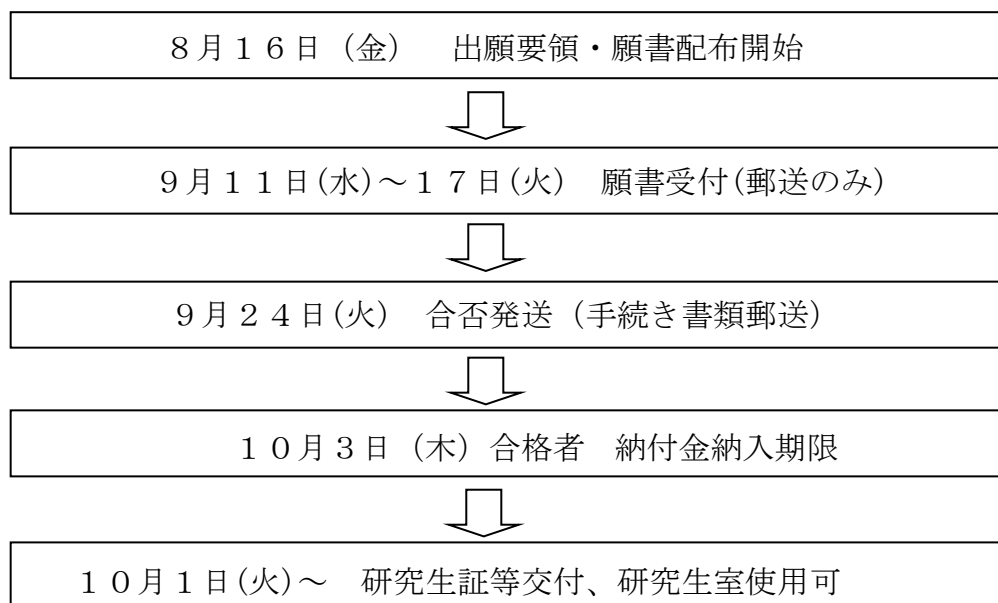 ８月１６日（金）　出願要領・願書配布開始
９月１１日(水)～１７日(火)　願書受付(郵送のみ)
９月２４日(火)　合否発送（手続き書類郵送）
１０月３日（木）合格者　納付金納入期限
１０月１日(火)～　研究生証等交付、研究生室使用可